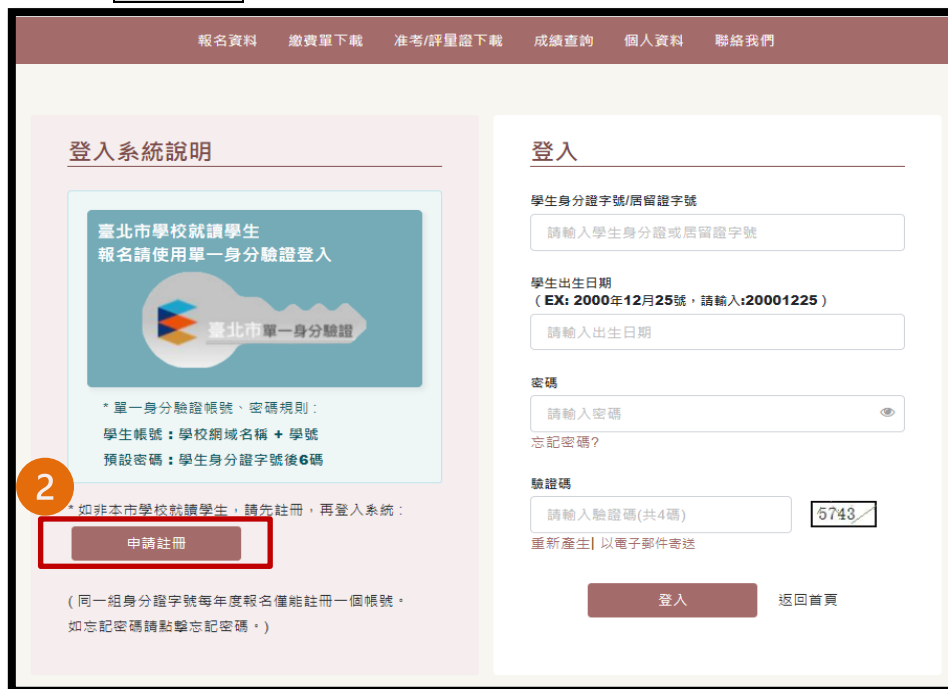 報名資料 繳費單下載 准考/評量證下載 成績查詢 個人資料 聯絡我們
登入系統說明
臺北市學校就讀學生
報名請使用單一身分驗證登入
臺北市單一身分驗證
* 單一身分驗證帳號、密碼規則：
學生帳號：學校網域名稱 + 學號
預設密碼：學生身分證字號後6碼
2
* 如非本市學校就讀學生，請先註冊，再登入系統：
申請註冊
(同一組身分證字號每年度報名僅能註冊一個帳號。
如忘記密碼請點擊忘記密碼。)
登入
學生身分證字號/居留證字號
請輸入學生身分證或居留證字號
學生出生日期
（EX: 2000年12月25號，請輸入:20001225）
請輸入出生日期
密碼
請輸入密碼
忘記密碼?
驗證碼
請輸入驗證碼(共4碼)
5743
重新產生| 以電子郵件寄送
登入 返回首頁